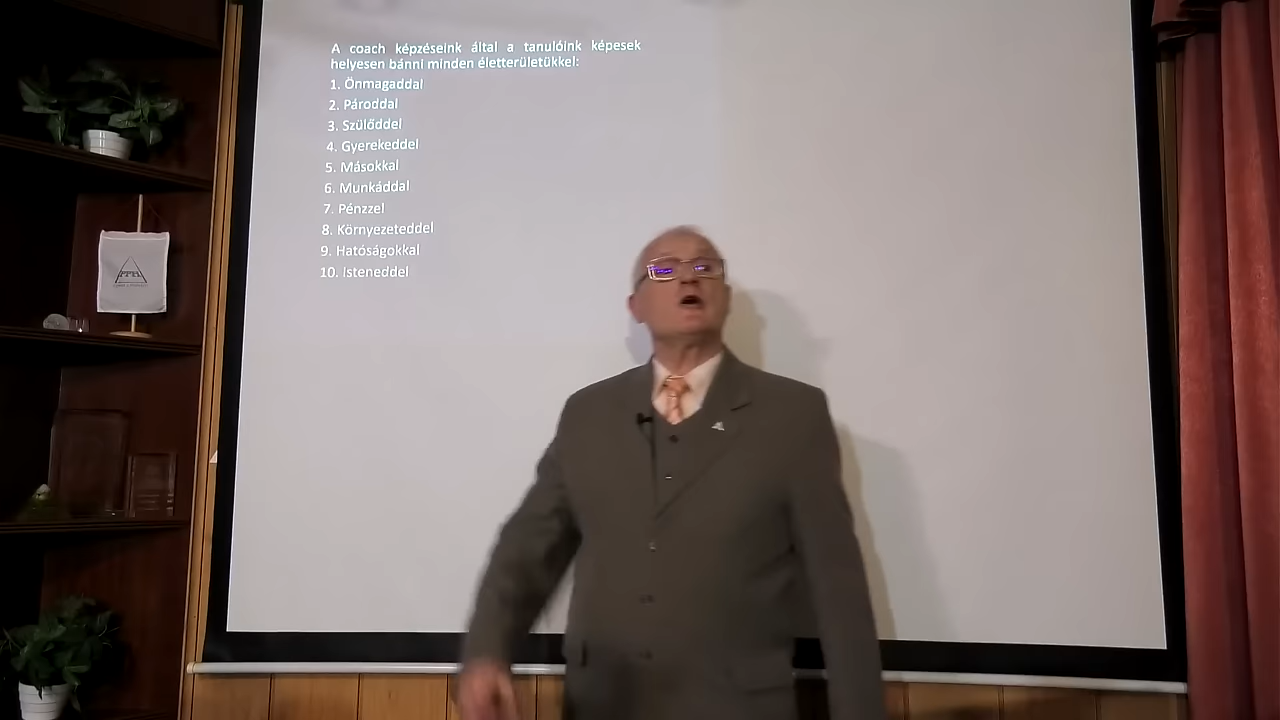 A coach képzéseink által a tanulóink képesek
helyesen bánni minden életterületükkel:
1. Önmagaddal
2. Pároddal
3. Szülőddel
4. Gyerekeddel
5. Másokkal
6. Munkáddal
7. Pénzzel
8. Környezeteddel
9. Hatóságokkal
10. Isteneddel